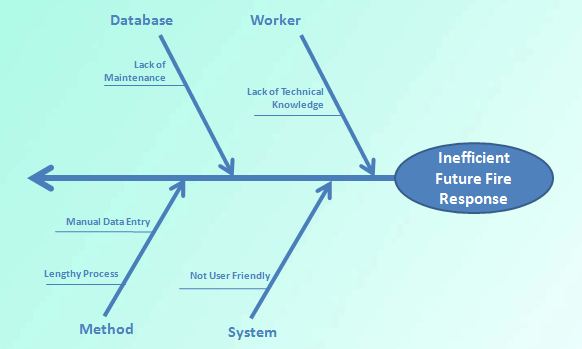 Database
Worker
Lack of
Maintenance
Lack of Technical
Knowledge
Inefficient
Future Fire
Response
Manual Data Entry
Lengthy Process
Not User Friendly
Method
System